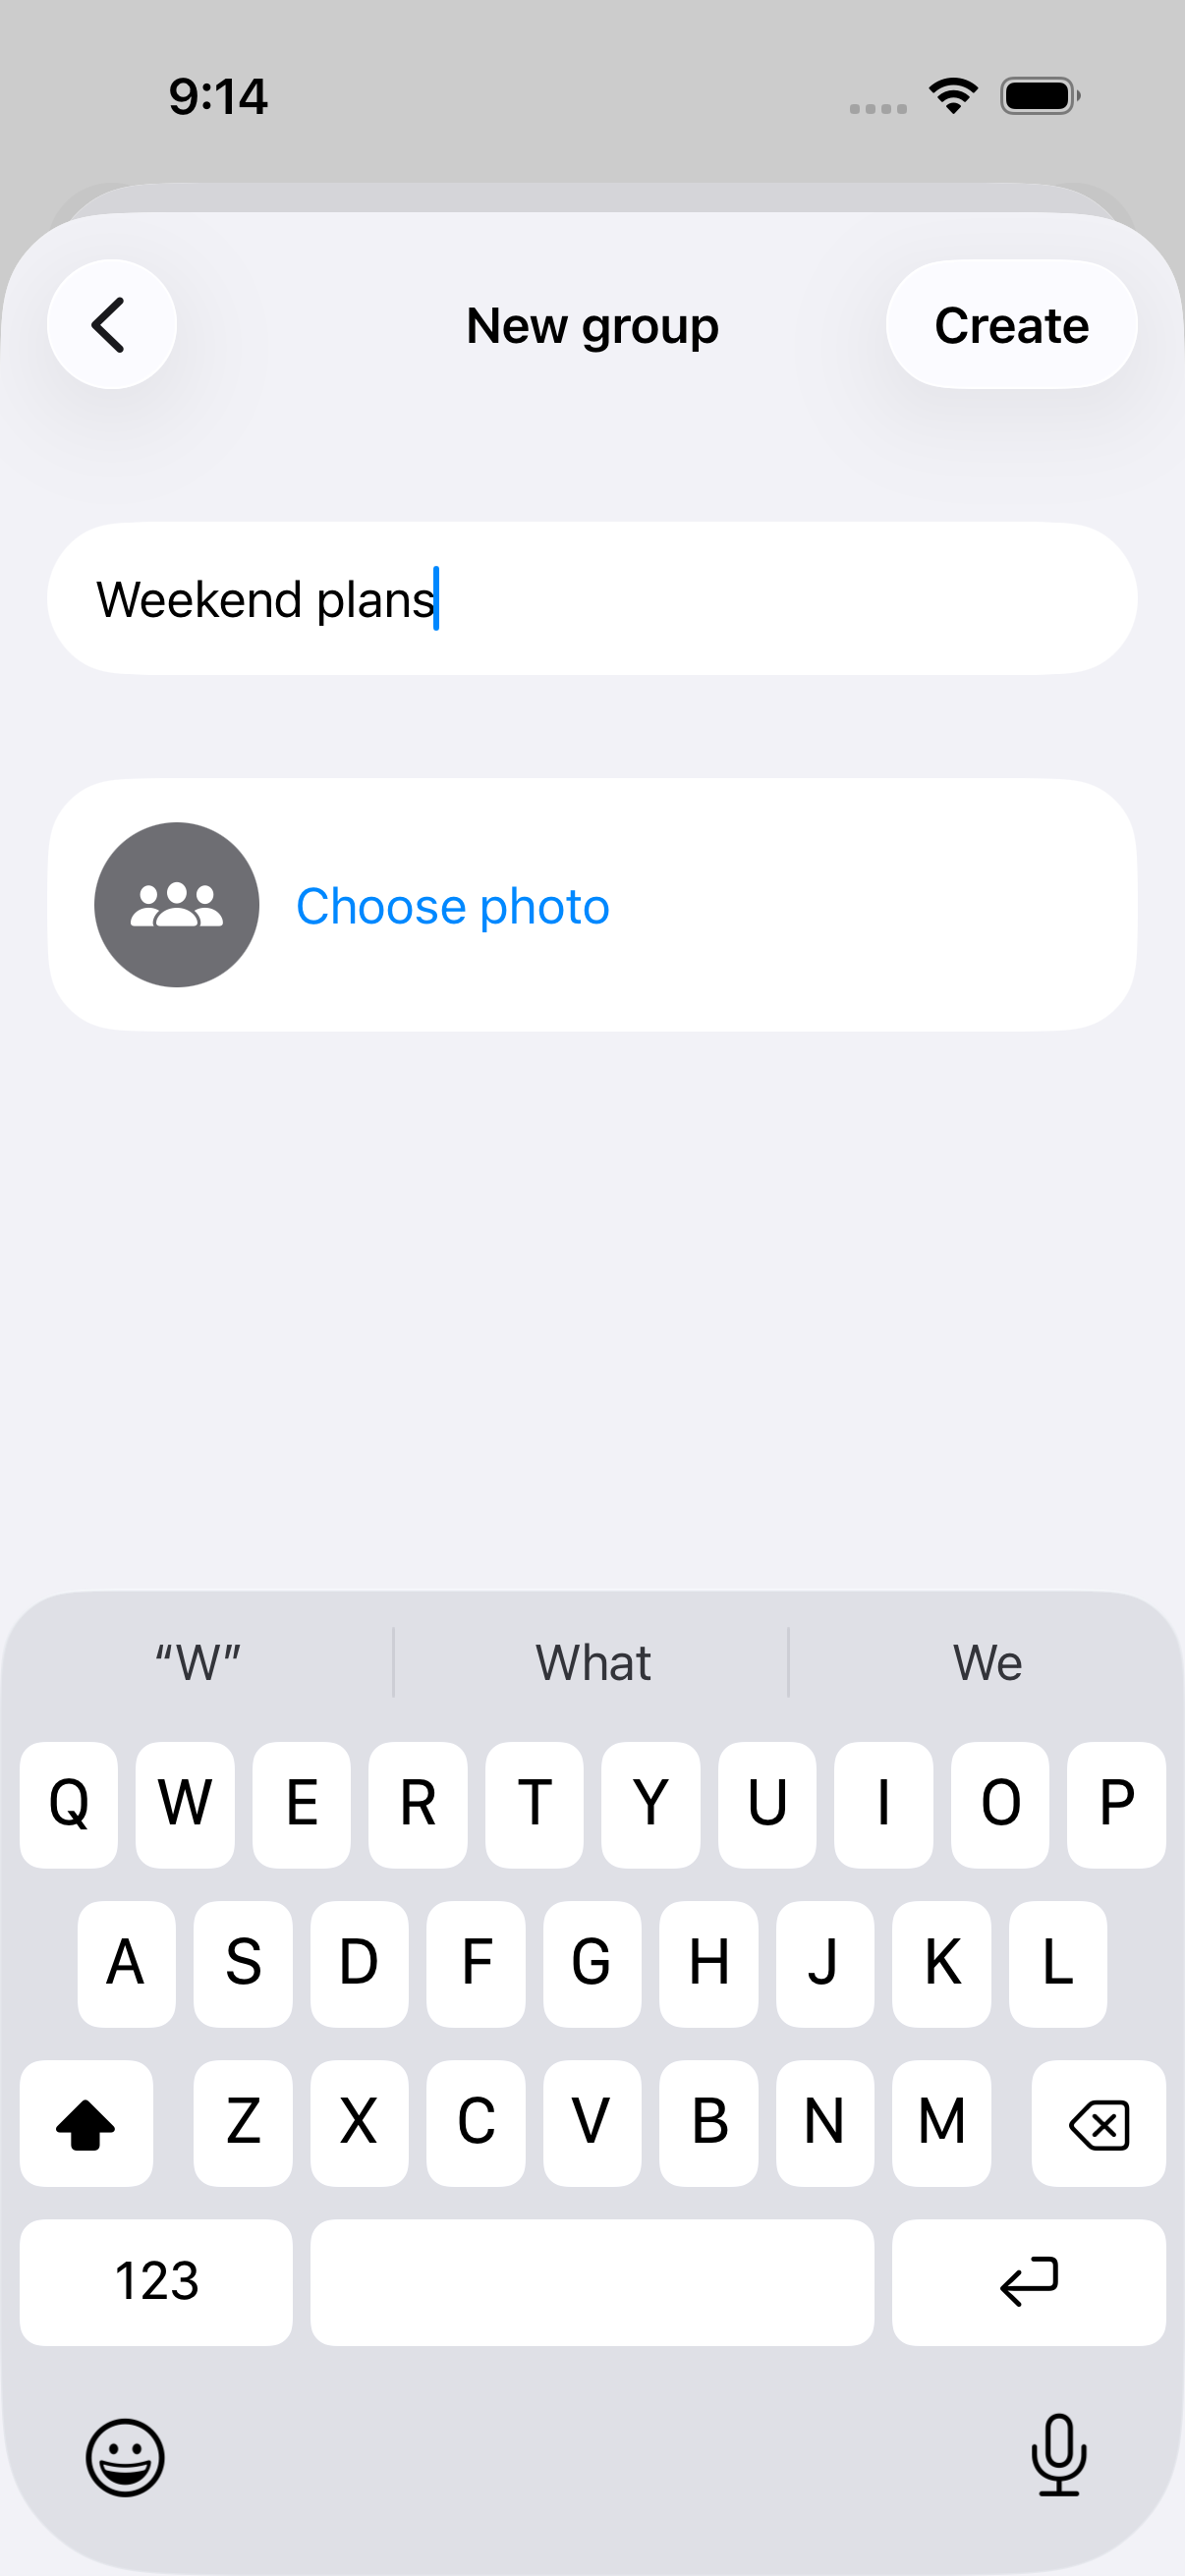 9:14
New group
Create
Weekend plans
Choose photo
“W”
What
We
Q W E R T Y U I O P
A S D F G H J K L
Z X C V B N M
123